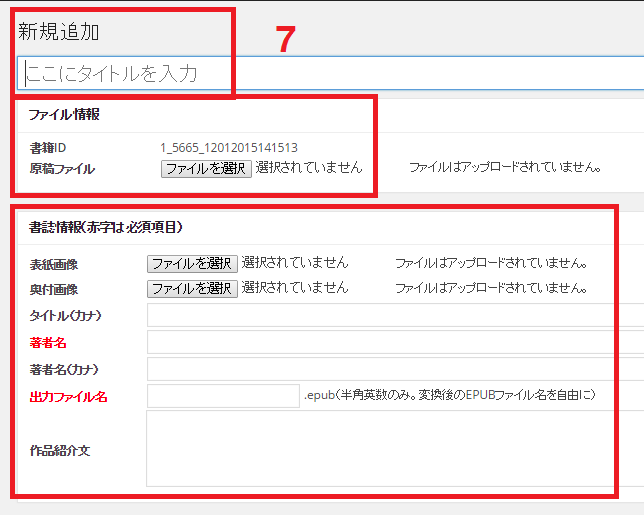 新規追加
7
ここにタイトルを入力
ファイル情報
書籍ID 1_5665_12012015141513
原稿ファイル ファイルを選択 選択されていません ファイルはアップロードされていません。
書誌情報(赤字は必須項目)
表紙画像 ファイルを選択 選択されていません ファイルはアップロードされていません。
奥付画像 ファイルを選択 選択されていません ファイルはアップロードされていません。
タイトル(カナ)
著者名
著者名(カナ)
出力ファイル名 .epub(半角英数のみ。変換後のEPUBファイル名を自由に)
作品紹介文